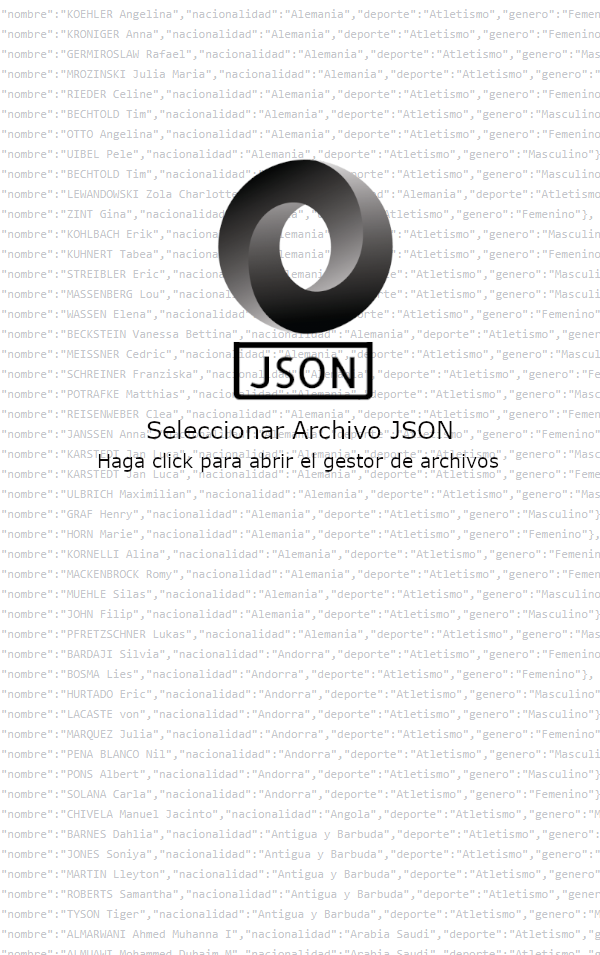 "nombre":"KOEHLER Angelina","nacionalidad":"Alemania","deporte":"Atletismo","genero":"Femen
"nombre":"KRONIGER Anna","nacionalidad":"Alemania","deporte":"Atletismo","genero":"Femenino
"nombre":"GERMIROSLAW Rafael","nacionalidad":"Alemania","deporte":"Atletismo","genero":"Mas
"nombre":"MROZINSKI Julia Maria","nacionalidad":"Alemania","deporte":"Atletismo","genero":"
"nombre":"RIEDER Celine","nacionalidad":"Alemania","deporte":"Atletismo","genero":"Femenino
"nombre":"BECHTOLD Tim","nacionalidad":"Alemania","deporte":"Atletismo","genero":"Masculino
"nombre":"OTTO Angelina","nacionalidad":"Alemania","deporte":"Atletismo","genero":"Femenino
"nombre":"UIBEL Pele","nacionalidad":"Alemania","deporte":"Atletismo","genero":"Masculino"}
"nombre":"BECHTOLD Tim","nacionalidad":"Alemania","deporte":"Atletismo","genero":"Masculino
"nombre":"LEWANDOWSKI Zola Charlotte d":"Alemania","deporte":"Atletismo
"nombre":"ZINT Gina","nacionalidad tletismo","genero":"Femenino"},
"nombre":"KOHLBACH Erik","naciona "deporte":"Atletismo","genero":"Masculi
"nombre":"KUHNERT Tabea","naciona "deporte":"Atletismo","genero":"Femenino
"nombre":"STREIBLER Eric","naciona "deporte":"Atletismo","genero":"Masculi
"nombre":"MASSENBERG Lou","naciona "deporte":"Atletismo","genero":"Masculi
"nombre":"WASSEN Elena","nacionalidad":"Alemania","deporte":"Atletismo","genero":"Femenino
"nombre":"BECKSTEIN Vanessa Bettina","nacionalidad":"Alemania","deporte":"Atletismo","gener
"nombre":"MEISSNER Cedric","nacionalidad":"Alemania","deporte":"Atletismo","genero":"Mascul
JSON
"nombre":"SCHREINER Franziska","nacional "deporte":"Atletismo","genero":"Fe
"nombre":"POTRAFKE Matthias","nacionalidad":"Alemania","deporte":"Atletismo","genero":"Masc
"nombre":"REISENWEBER Clea","nacionalidad":"Alemania","deporte":"Atletismo","genero":"Femen
Seleccionar Archivo JSON
"nombre":"JANSSEN Anna","nacionalidad":"Alemania","deporte":"Atletismo","genero":"Femenino"
"nombre":"KARSTEDT Jan Luca","nacionalidad":"Alemania","deporte":"Atletismo","genero":"Masc
Haga click para abrir el gestor de archivos
"nombre":"KARSTEDT Jan Luca","nacionalidad":"Alemania","deporte":"Atletismo","genero":"Feme
"nombre":"ULBRICH Maximilian","nacionalidad":"Alemania","deporte":"Atletismo","genero":"Mas
"nombre":"GRAF Henry","nacionalidad":"Alemania","deporte":"Atletismo","genero":"Masculino"}
"nombre":"HORN Marie","nacionalidad":"Alemania","deporte":"Atletismo","genero":"Femenino"},
"nombre":"KORNELLI Alina","nacionalidad":"Alemania","deporte":"Atletismo","genero":"Femenin
"nombre":"MACKENBROCK Romy","nacionalidad":"Alemania","deporte":"Atletismo","genero":"Femen
"nombre":"MUEHLE Silas","nacionalidad":"Alemania","deporte":"Atletismo","genero":"Masculino
"nombre":"JOHN Filip","nacionalidad":"Alemania","deporte":"Atletismo","genero":"Masculino"}
"nombre":"PFRETZSCHNER Lukas","nacionalidad":"Alemania","deporte":"Atletismo","genero":"Mas
"nombre":"BARDAJI Silvia","nacionalidad":"Andorra","deporte":"Atletismo","genero":"Femenino
"nombre":"BOSMA Lies","nacionalidad":"Andorra","deporte":"Atletismo","genero":"Femenino"},
"nombre":"HURTADO Eric","nacionalidad":"Andorra","deporte":"Atletismo","genero":"Masculino"
"nombre":"LACASTE von","nacionalidad":"Andorra","deporte":"Atletismo","genero":"Masculino"}
"nombre":"MARQUEZ Julia","nacionalidad":"Andorra","deporte":"Atletismo","genero":"Femenino"
"nombre":"PENA BLANCO Nil","nacionalidad":"Andorra","deporte":"Atletismo","genero":"Masculi
"nombre":"PONS Albert","nacionalidad":"Andorra","deporte":"Atletismo","genero":"Masculino"}
"nombre":"SOLANA Carla","nacionalidad":"Andorra","deporte":"Atletismo","genero":"Femenino"}
"nombre":"CHIVELA Manuel Jacinto","nacionalidad":"Angola","deporte":"Atletismo","genero":"M
"nombre":"BARNES Dahlia","nacionalidad":"Antigua y Barbuda","deporte":"Atletismo","genero":
"nombre":"JONES Soniya","nacionalidad":"Antigua y Barbuda","deporte":"Atletismo","genero":"
"nombre":"MARTIN Lleyton","nacionalidad":"Antigua y Barbuda","deporte":"Atletismo","genero"
"nombre":"ROBERTS Samantha","nacionalidad":"Antigua y Barbuda","deporte":"Atletismo","gener
"nombre":"TYSON Tiger","nacionalidad":"Antigua y Barbuda","deporte":"Atletismo","genero":"M
"nombre":"ALMARWANI Ahmed Muhanna I","nacionalidad":"Arabia Saudi","deporte":"Atletismo","g